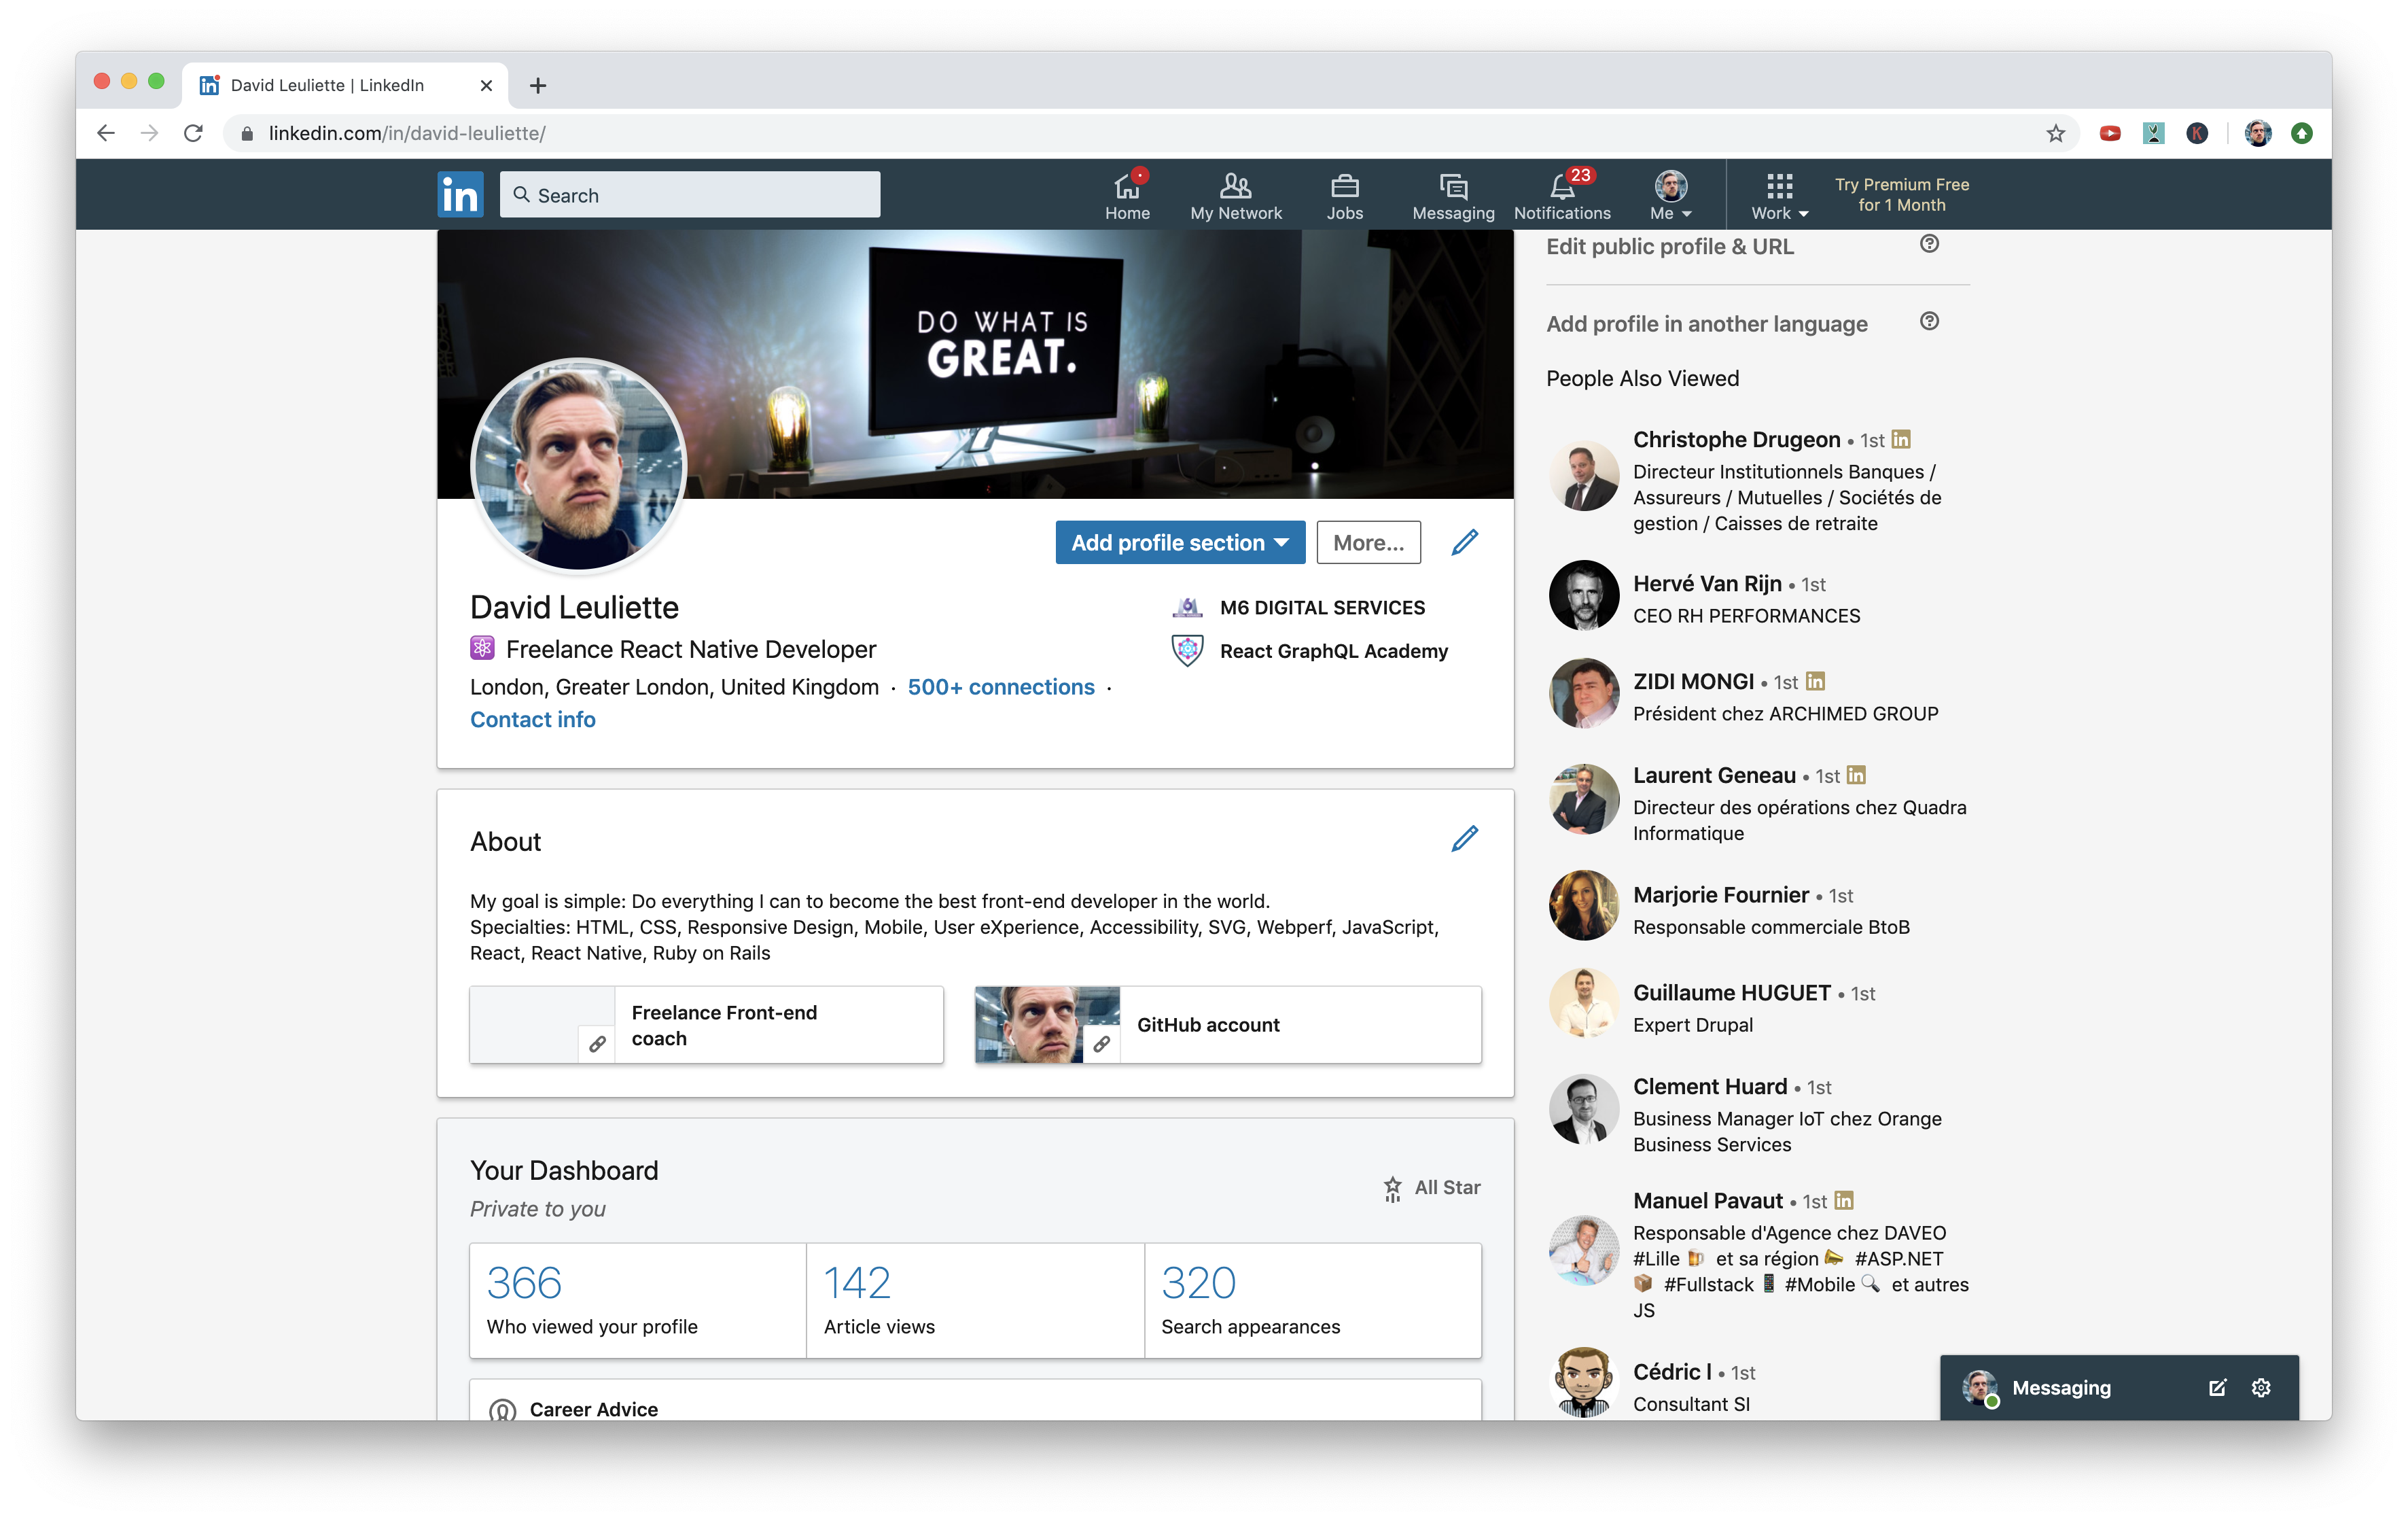 David Leuliette | LinkedIn
linkedin.com/in/david-leuliette/
in
Search
Home
My Network
Jobs
Messaging
23
Notifications
Me
Work
Try Premium Free
for 1 Month
DO WHAT IS
GREAT.
Add profile section
More...
David Leuliette
Freelance React Native Developer
London, Greater London, United Kingdom · 500+ connections ·
Contact info
M6 DIGITAL SERVICES
React GraphQL Academy
About
My goal is simple: Do everything I can to become the best front-end developer in the world.
Specialties: HTML, CSS, Responsive Design, Mobile, User eXperience, Accessibility, SVG, Webperf, JavaScript,
React, React Native, Ruby on Rails
Freelance Front-end
coach
GitHub account
Your Dashboard
Private to you
All Star
366
Who viewed your profile
142
Article views
320
Search appearances
Career Advice
Edit public profile & URL
Add profile in another language
People Also Viewed
Christophe Drugeon • 1st in
Directeur Institutionnels Banques /
Assureurs / Mutuelles / Sociétés de
gestion / Caisses de retraite
Hervé Van Rijn • 1st
CEO RH PERFORMANCES
ZIDI MONGI • 1st in
Président chez ARCHIMED GROUP
Laurent Geneau • 1st in
Directeur des opérations chez Quadra
Informatique
Marjorie Fournier • 1st
Responsable commerciale BtoB
Guillaume HUGUET • 1st
Expert Drupal
Clement Huard • 1st
Business Manager IoT chez Orange
Business Services
Manuel Pavaut • 1st in
Responsable d'Agence chez DAVEO
#Lille 🍺 et sa région 📣 #ASP.NET
📦 #Fullstack 📱 #Mobile 🔍 et autres
JS
Cédric l • 1st
Consultant SI
Messaging